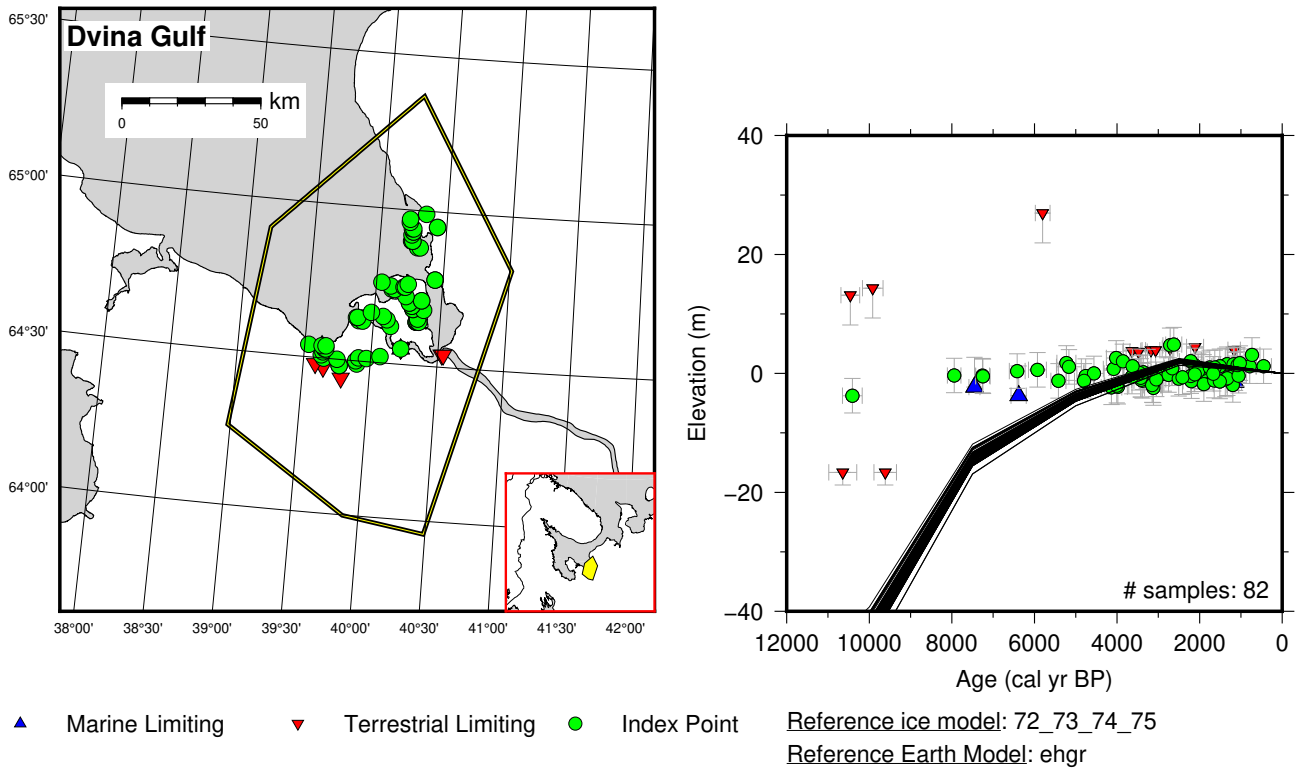 Dvina Gulf
km
0 50
65°30'
65°00'
64°30'
64°00'
38°00' 38°30' 39°00' 39°30' 40°00' 40°30' 41°00' 41°30' 42°00'
40
20
0
−20
−40
Elevation (m)
# samples: 82
12000 10000 8000 6000 4000 2000 0
Age (cal yr BP)
Marine Limiting Terrestrial Limiting Index Point
Reference ice model: 72_73_74_75
Reference Earth Model: ehgr